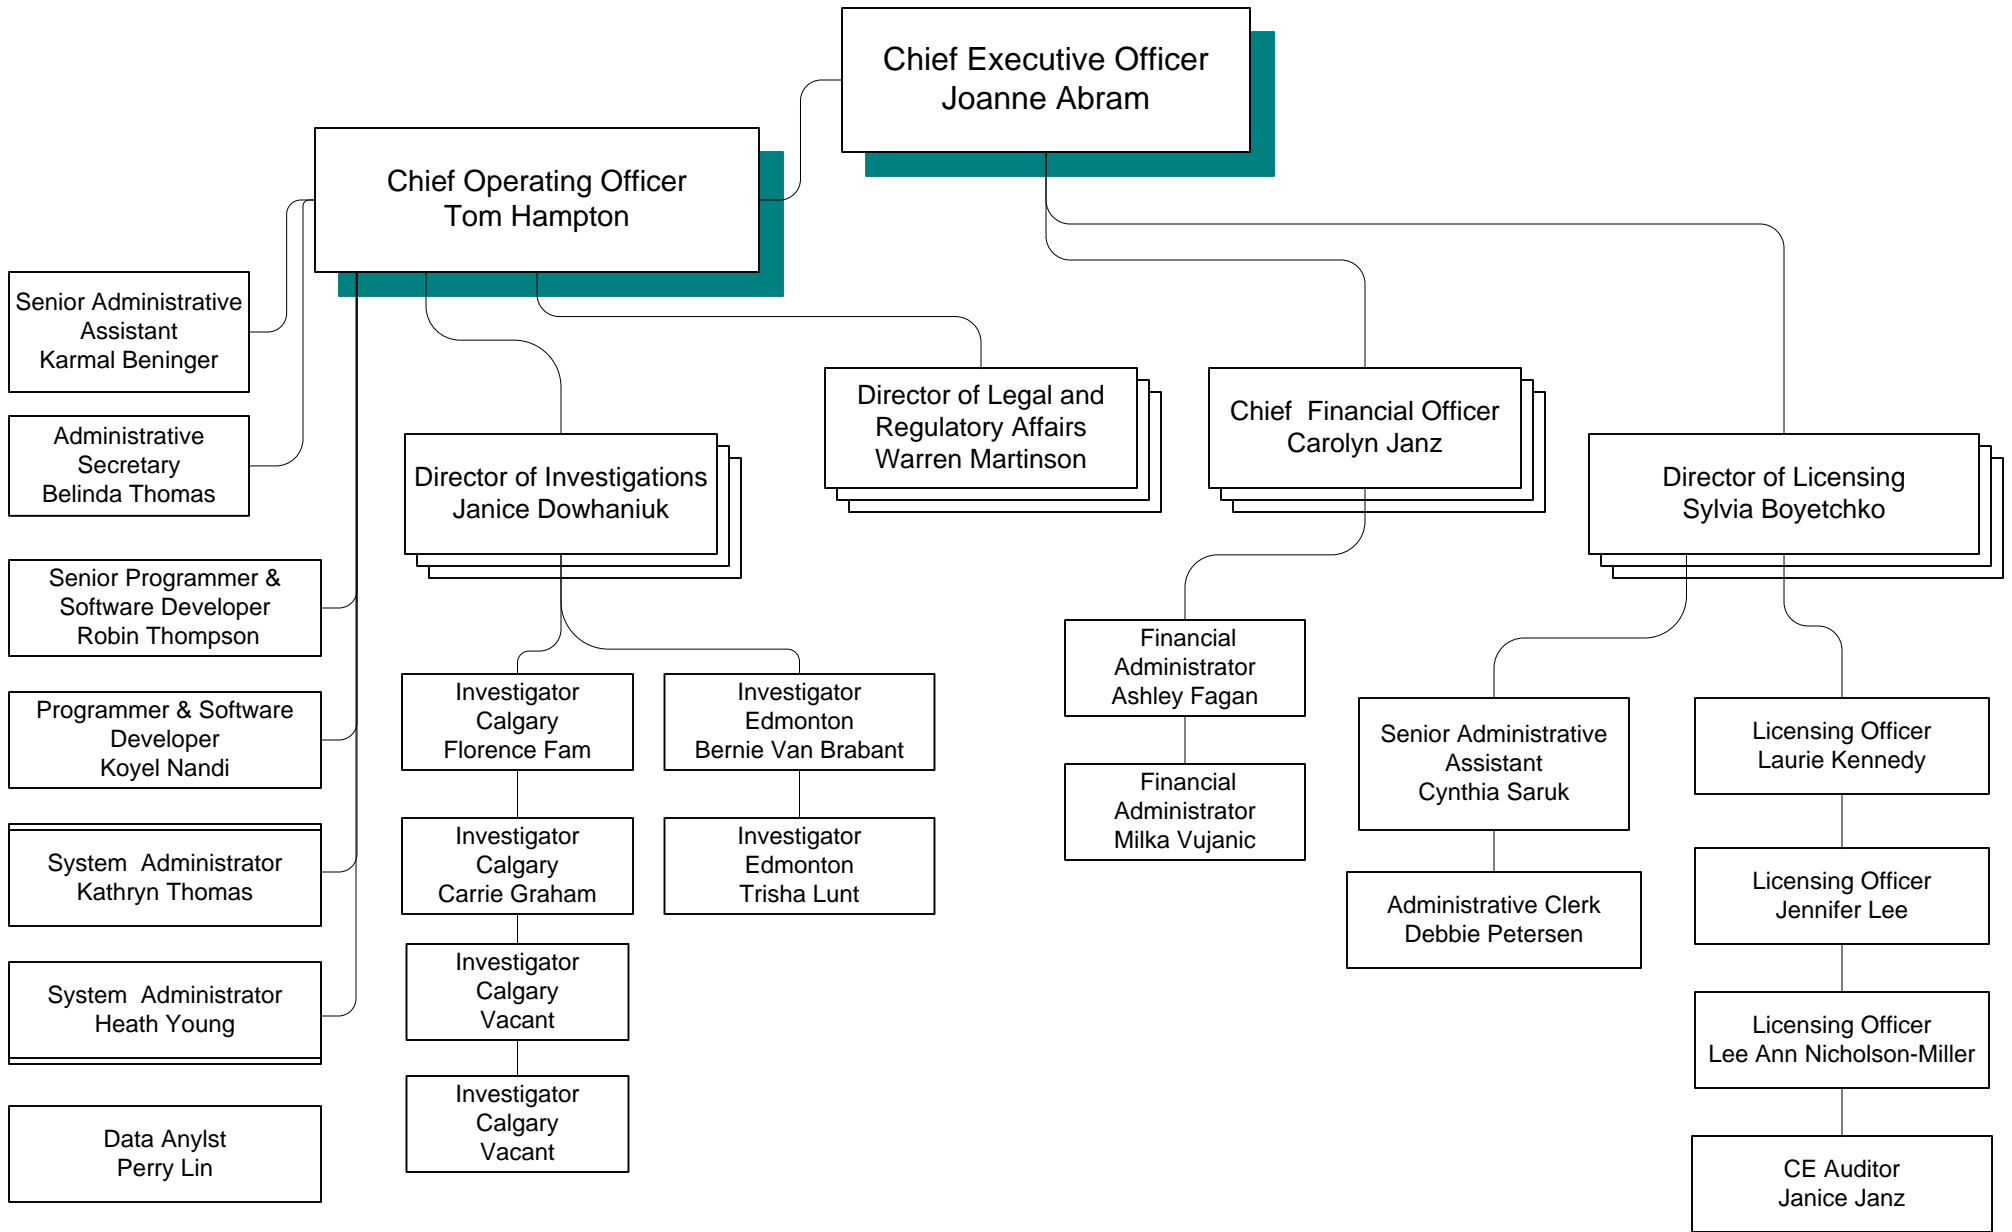 Chief Executive Officer
Joanne Abram
Chief Operating Officer
Tom Hampton
Senior Administrative
Assistant
Karmal Beninger
Administrative
Secretary
Belinda Thomas
Senior Programmer &
Software Developer
Robin Thompson
Programmer & Software
Developer
Koyel Nandi
System  Administrator
Kathryn Thomas
System  Administrator
Heath Young
Data Anylst
Perry Lin
Director of Investigations
Janice Dowhaniuk
Investigator
Calgary
Florence Fam
Investigator
Calgary
Carrie Graham
Investigator
Calgary
Vacant
Investigator
Calgary
Vacant
Investigator
Edmonton
Bernie Van Brabant
Investigator
Edmonton
Trisha Lunt
Director of Legal and
Regulatory Affairs
Warren Martinson
Chief  Financial Officer
Carolyn Janz
Financial
Administrator
Ashley Fagan
Financial
Administrator
Milka Vujanic
Director of Licensing
Sylvia Boyetchko
Senior Administrative
Assistant
Cynthia Saruk
Administrative Clerk
Debbie Petersen
Licensing Officer
Laurie Kennedy
Licensing Officer
Jennifer Lee
Licensing Officer
Lee Ann Nicholson-Miller
CE Auditor
Janice Janz